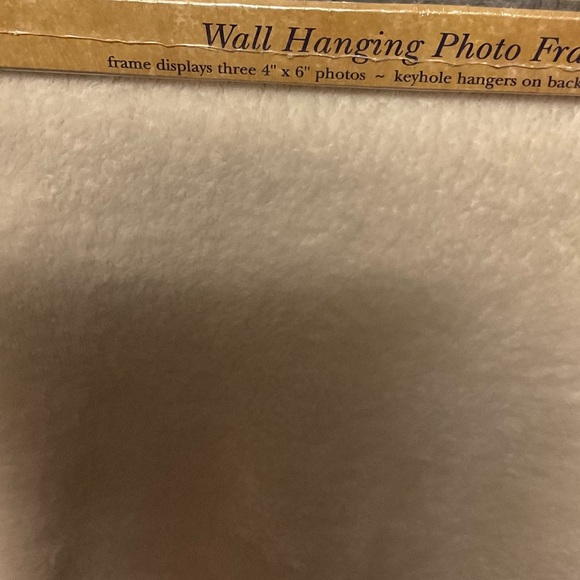 Wall Hanging Photo Fra
frame displays three 4" x 6" photos ~ keyhole hangers on back